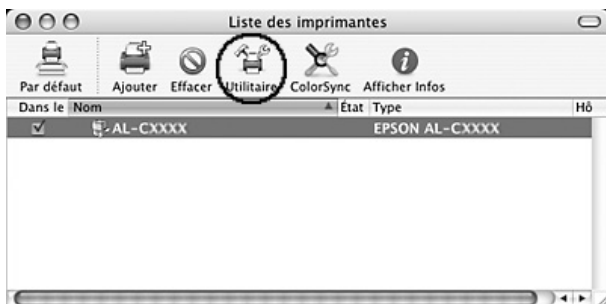 Liste des imprimantes
Par défaut Ajouter Effacer Utilitaire ColorSync Afficher Infos
Dans le Nom État Type Hô
AL-CXXXX EPSON AL-CXXXX